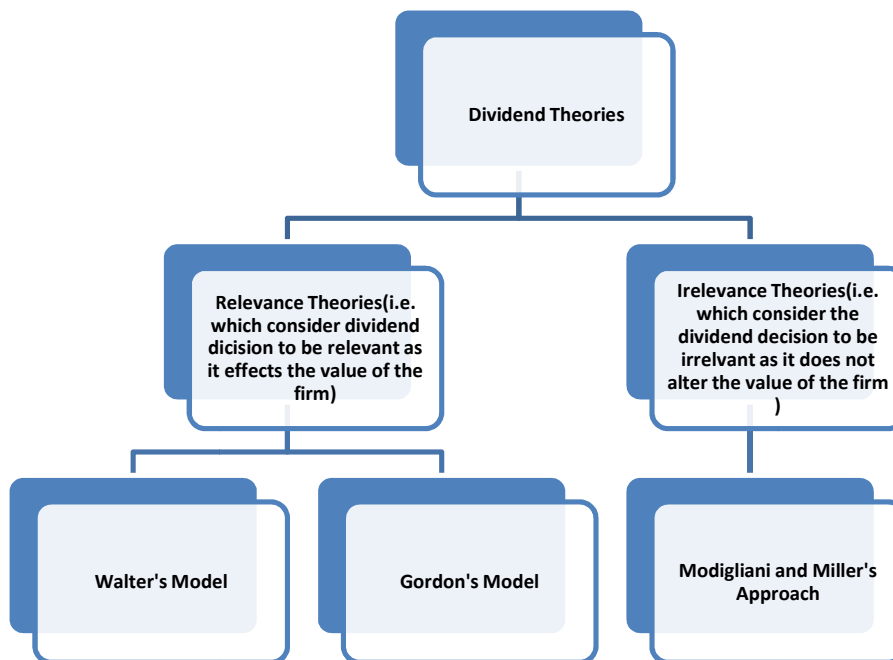 Dividend Theories
Relevance Theories(i.e.
which consider dividend
dicision to be relevant as
it effects the value of the
firm)
Irelevance Theories(i.e.
which consider the
dividend decision to be
irrelvant as it does not
alter the value of the firm
)
Walter's Model
Gordon's Model
Modigliani and Miller's
Approach